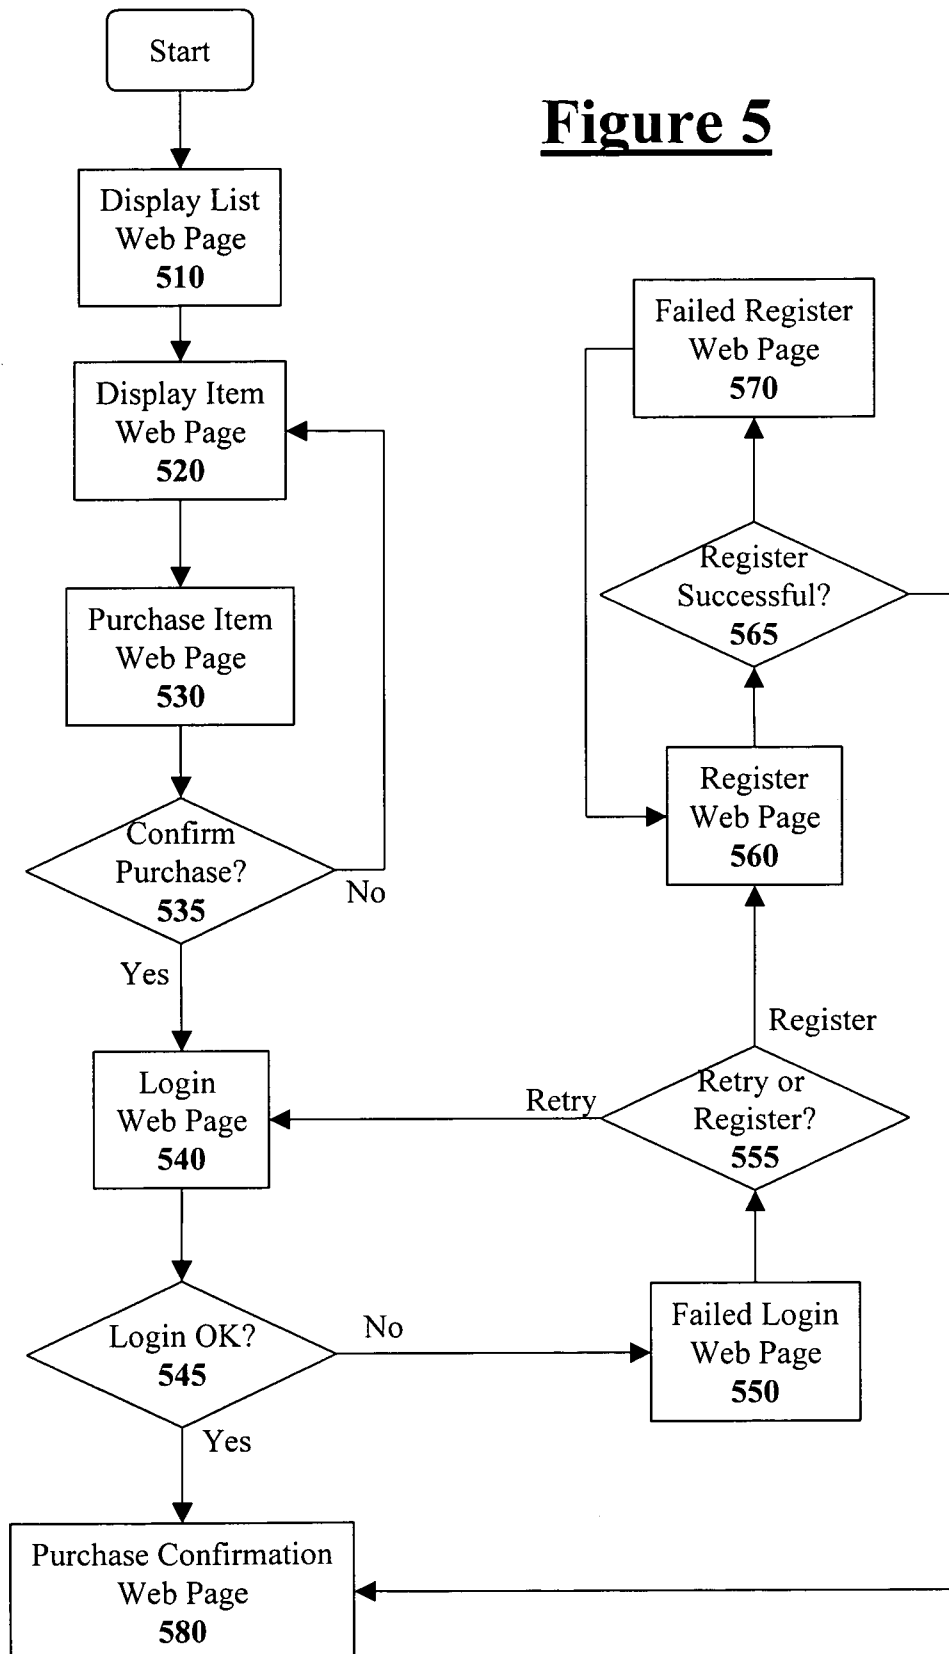 Start
Figure 5
Display List
Web Page
510
Display Item
Web Page
520
Purchase Item
Web Page
530
Confirm
Purchase?
535
No
Yes
Login
Web Page
540
Login OK?
545
No
Yes
Purchase Confirmation
Web Page
580
Failed Register
Web Page
570
Register
Successful?
565
Register
Web Page
560
Register
Retry or
Register?
555
Retry
Failed Login
Web Page
550